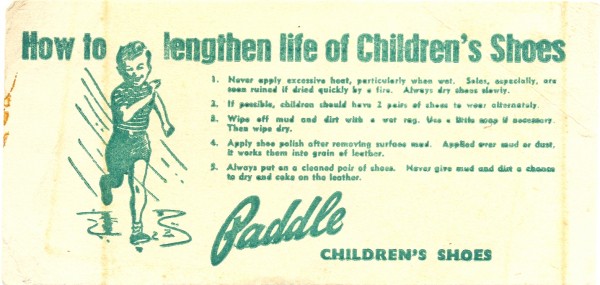 How to lengthen life of Children's Shoes
1. Never apply excessive heat, particularly when wet. Soles, especially, are
soon ruined if dried quickly by a fire. Always dry shoes slowly.
2. If possible, children should have 2 pairs of shoes to wear alternately.
3. Wipe off mud and dirt with a wet rag. Use a little soap if necessary.
Then wipe dry.
4. Apply shoe polish after removing surface mud. Applied over mud or dust,
it works them into grain of leather.
5. Always put on a cleaned pair of shoes. Never give mud and dirt a chance
to dry and cake on the leather.
Paddle
CHILDREN'S SHOES